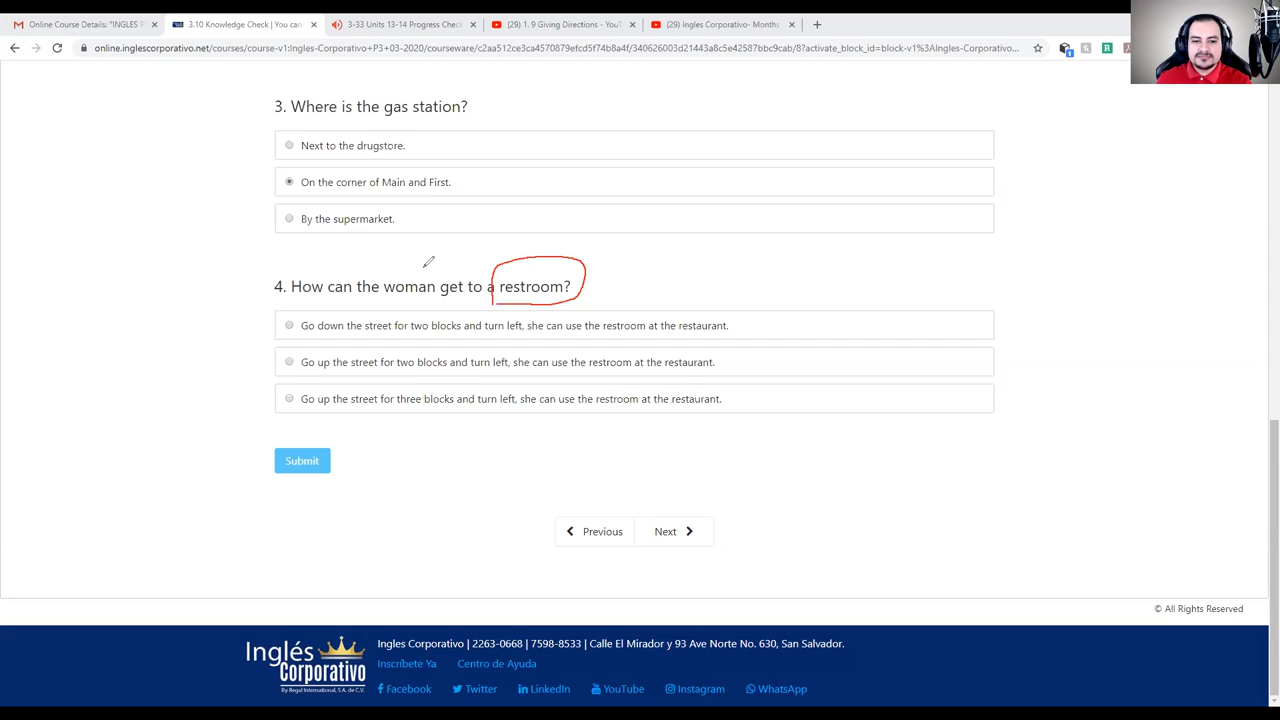 Online Course Details: "INGLES P
3.10 Knowledge Check | You can
3-33 Units 13-14 Progress Chec
(29) 1. 9 Giving Directions - YouT
(29) Ingles Corporativo- Months
online.inglescorporativo.net/courses/course-v1:Ingles-Corporativo+P3+03-2020/courseware/c2aa512ce3ca4570879efcd5f74b8a4f/340626003d21443a8c5e42587bbc9cab/8?activate_block_id=block-v1%3AIngles-Corporativo...
3. Where is the gas station?
Next to the drugstore.
On the corner of Main and First.
By the supermarket.
4. How can the woman get to a restroom?
Go down the street for two blocks and turn left, she can use the restroom at the restaurant.
Go up the street for two blocks and turn left, she can use the restroom at the restaurant.
Go up the street for three blocks and turn left, she can use the restroom at the restaurant.
Submit
Previous Next
© All Rights Reserved
Inglés Corporativo
By Regal International, S.A. de C.V.
Ingles Corporativo | 2263-0668 | 7598-8533 | Calle El Mirador y 93 Ave Norte No. 630, San Salvador.
Inscríbete Ya Centro de Ayuda
Facebook Twitter LinkedIn YouTube Instagram WhatsApp